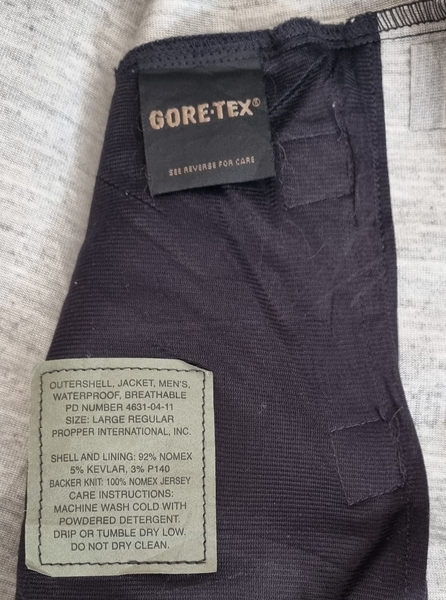 GORE-TEX®
SEE REVERSE FOR CARE
OUTERSHELL, JACKET, MEN'S,
WATERPROOF, BREATHABLE
PD NUMBER 4631-04-11
SIZE: LARGE REGULAR
PROPPER INTERNATIONAL, INC.
SHELL AND LINING: 92% NOMEX
5% KEVLAR, 3% P140
BACKER KNIT: 100% NOMEX JERSEY
CARE INSTRUCTIONS:
MACHINE WASH COLD WITH
POWDERED DETERGENT.
DRIP OR TUMBLE DRY LOW.
DO NOT DRY CLEAN.